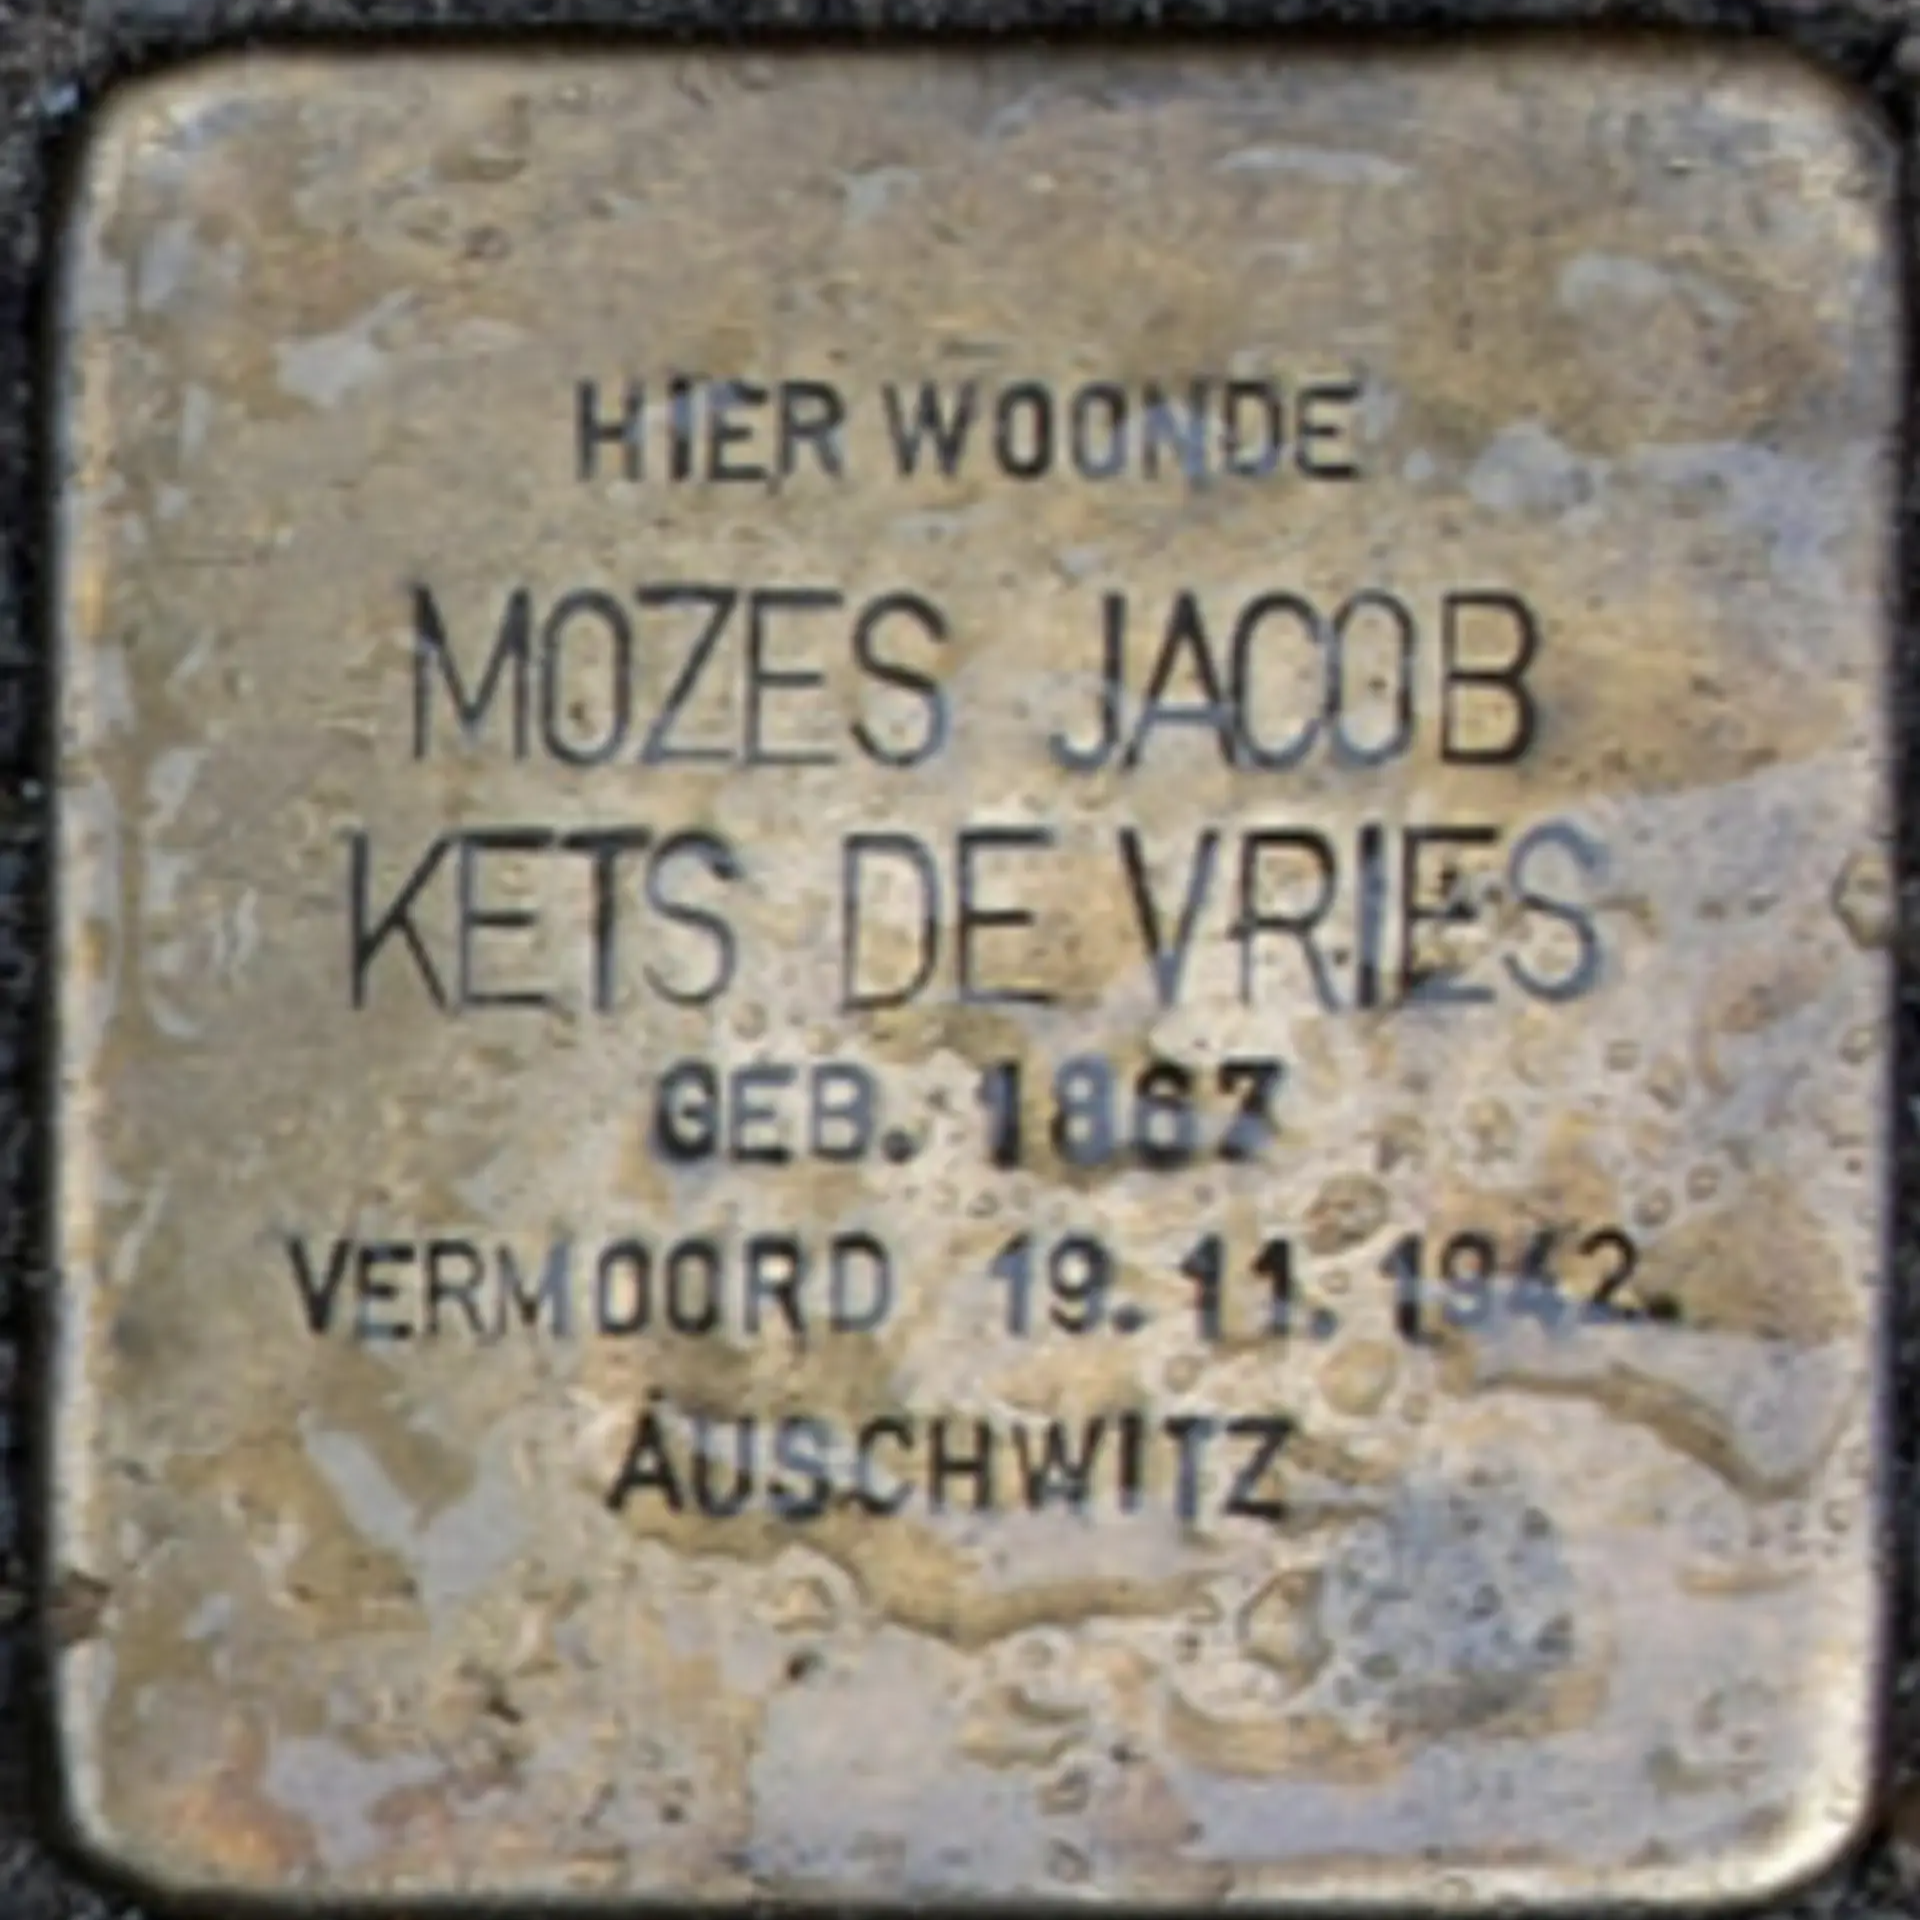 HIER WOONDE
MOZES JACOB
KETS DE VRIES
GEB. 1867
VERMOORD 19.11.1942.
AUSCHWITZ